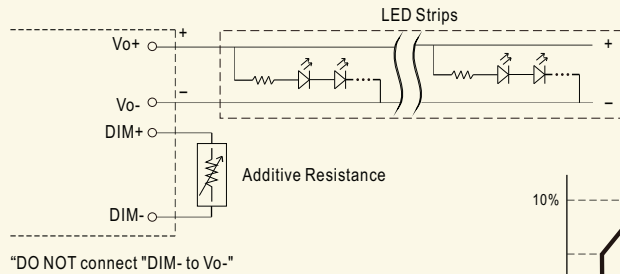 LED Strips
Vo+
+
+
Vo-
–
–
DIM+
Additive Resistance
DIM-
10%
“DO NOT connect "DIM- to Vo-"